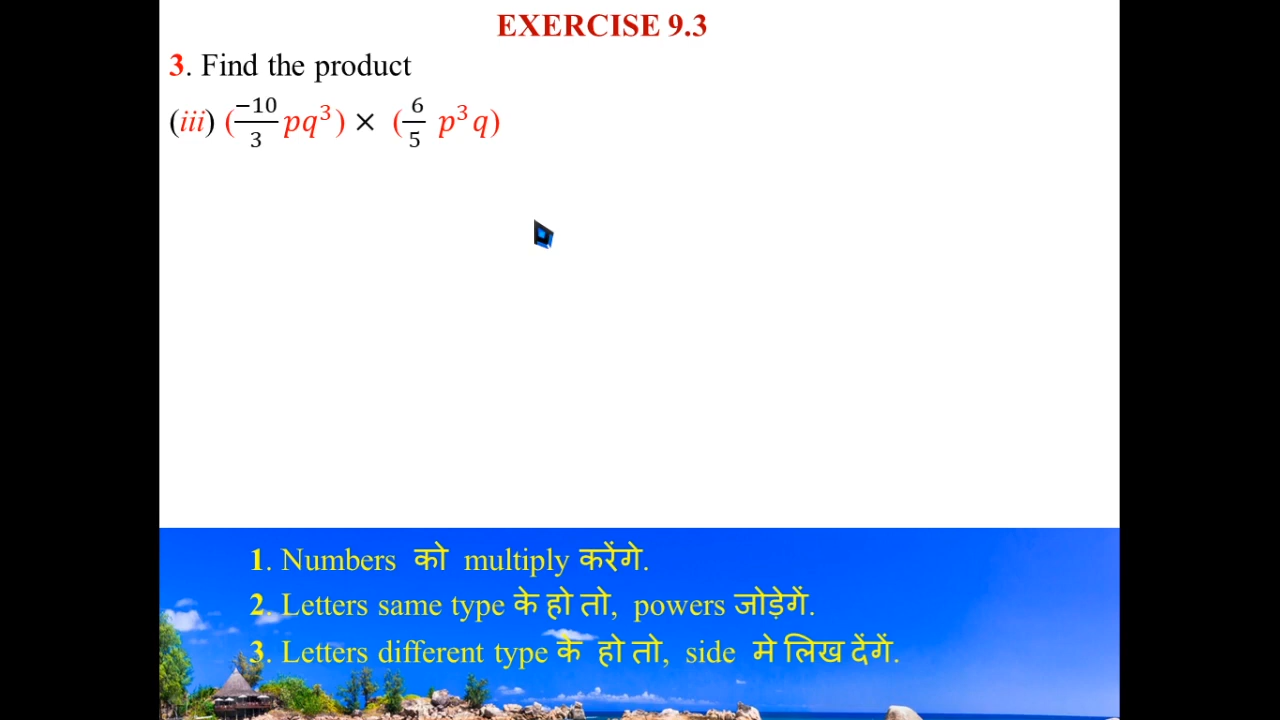 EXERCISE 9.3
3. Find the product
(iii) (−10/3 pq³) × (6/5 p³q)
1. Numbers को multiply करेंगे.
2. Letters same type के हो तो, powers जोड़ेगें.
3. Letters different type के हो तो, side मे लिख देंगें.